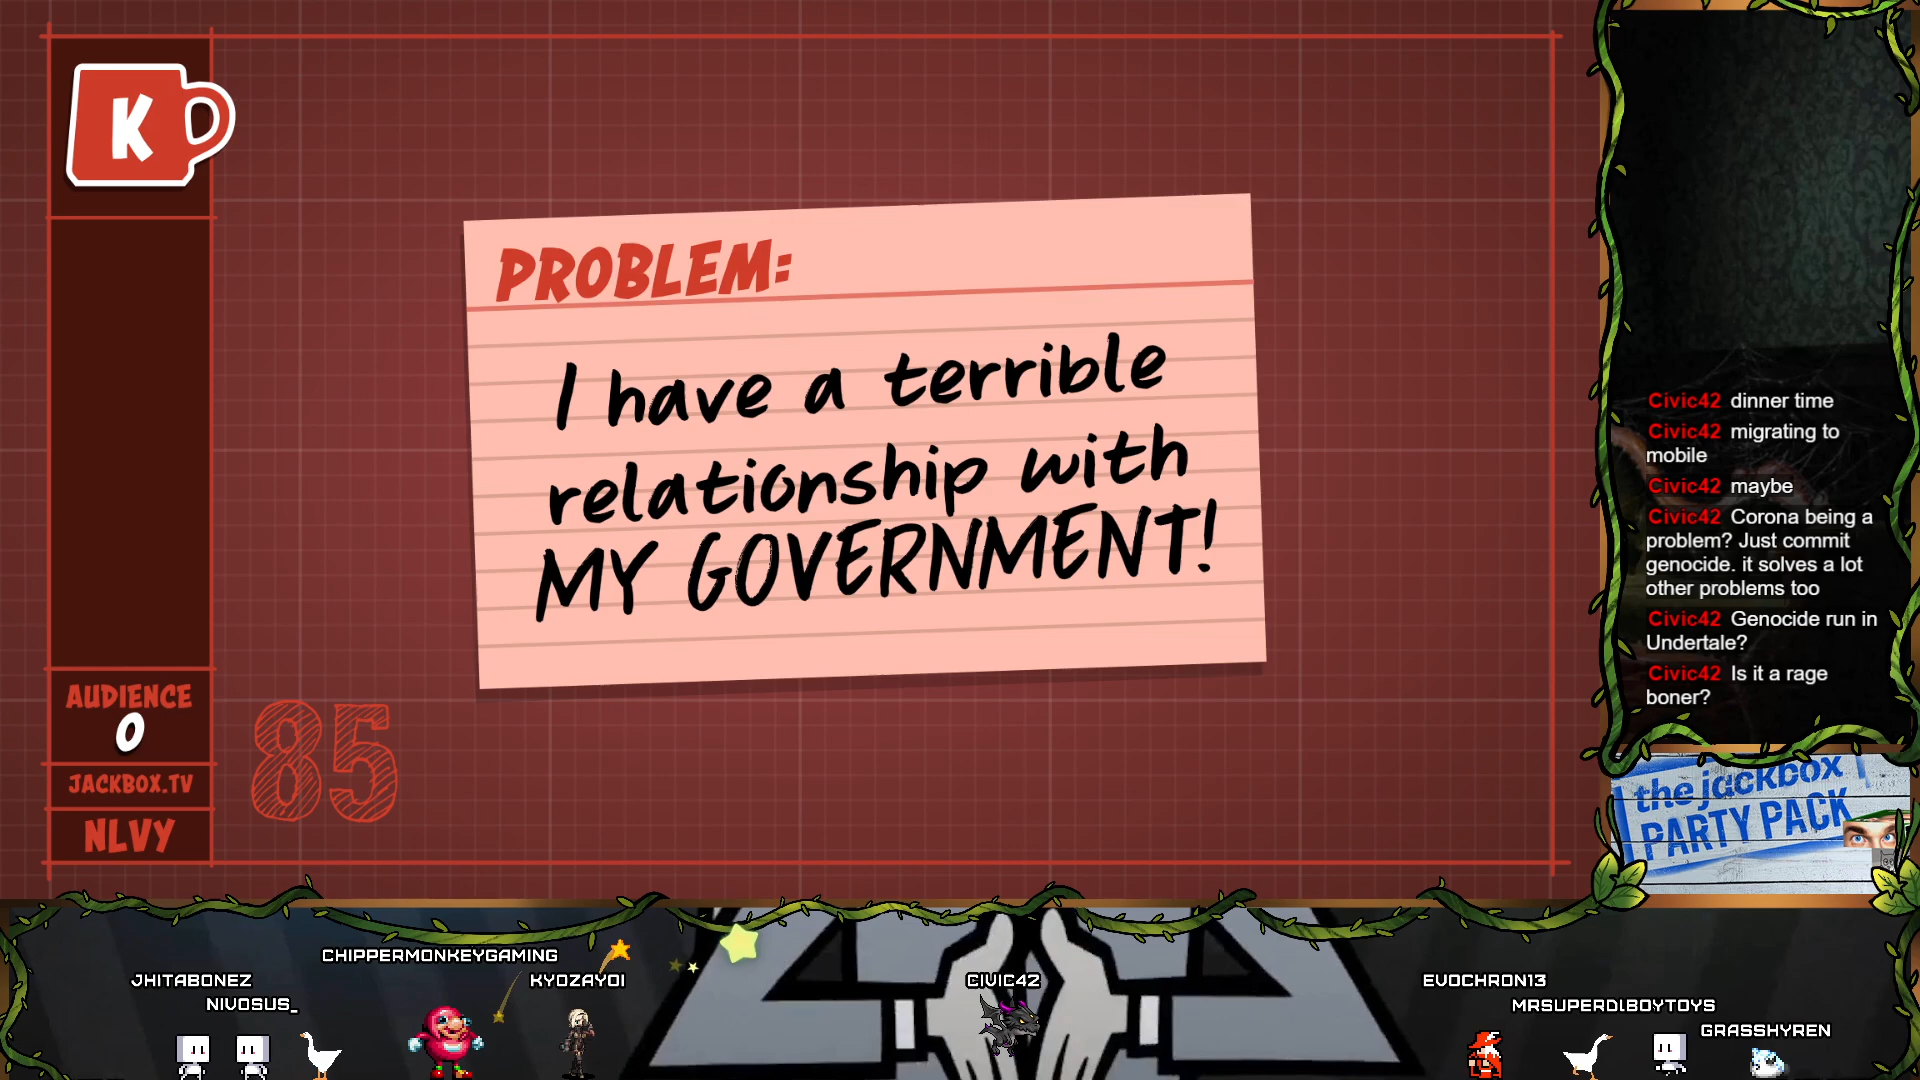 K
PROBLEM:
I have a terrible
relationship with
MY GOVERNMENT!
AUDIENCE
0
JACKBOX.TV
NLVY
85
Civic42 dinner time
Civic42 migrating to
mobile
Civic42 maybe
Civic42 Corona being a
problem? Just commit
genocide. it solves a lot
other problems too
Civic42 Genocide run in
Undertale?
Civic42 Is it a rage
boner?
the jackbox
PARTY PACK
CHIPPERMONKEYGAMING
JHITABONEZ
KYOZAYOI
CIVIC42
EVOCHRON13
NIVOSUS_
MRSUPERD1BOYTOYS
GRASSHYREN